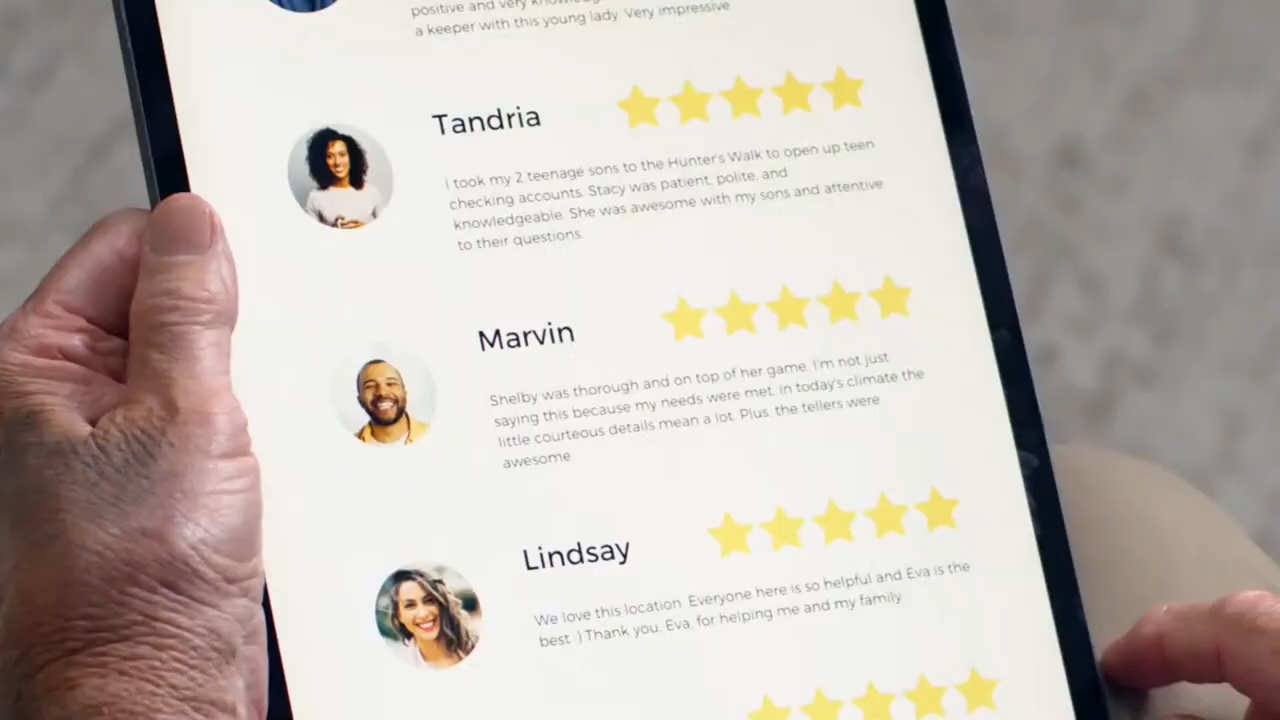 positive and very knowledg
a keeper with this young lady. Very impressive
Tandria
I took my 2 teenage sons to the Hunter's Walk to open up teen
checking accounts. Stacy was patient, polite, and
knowledgeable. She was awesome with my sons and attentive
to their questions.
Marvin
Shelby was thorough and on top of her game. I'm not just
saying this because my needs were met, in today's climate the
little courteous details mean a lot. Plus, the tellers were
awesome
Lindsay
We love this location. Everyone here is so helpful and Eva is the
best :) Thank you, Eva, for helping me and my family.